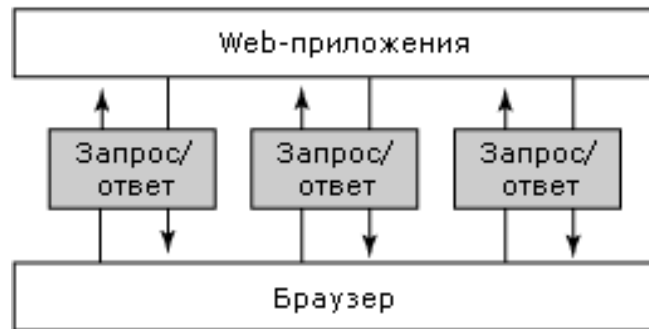 Web-приложения
Запрос/ Запрос/ Запрос/
ответ ответ ответ
Браузер